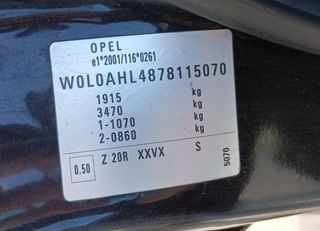 OPEL
e1*2001/116*0261
W0L0AHL4878115070
1915 kg
3470 kg
1-1070 kg
2-0860 kg
0.50 Z 20R XXVX S 5070